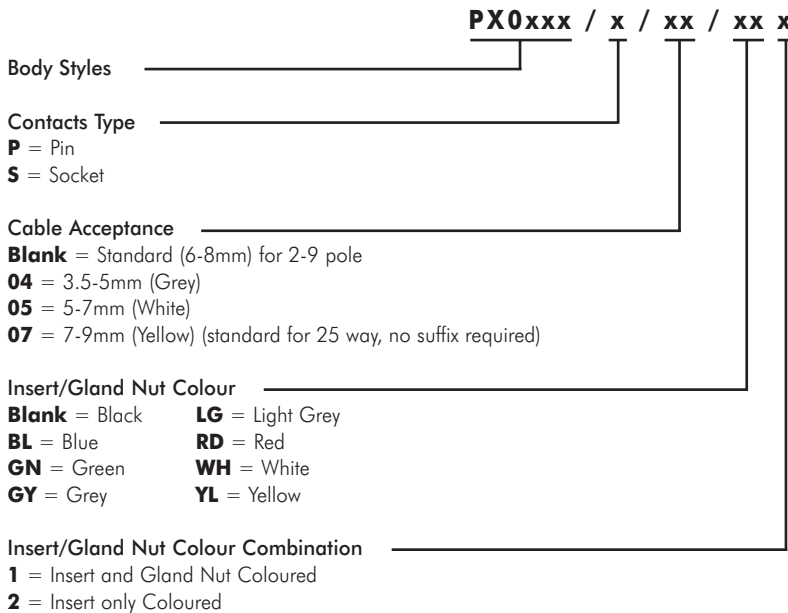 PX0xxx / x / xx / xx x
Body Styles
Contacts Type
P = Pin
S = Socket
Cable Acceptance
Blank = Standard (6-8mm) for 2-9 pole
04 = 3.5-5mm (Grey)
05 = 5-7mm (White)
07 = 7-9mm (Yellow) (standard for 25 way, no suffix required)
Insert/Gland Nut Colour
Blank = Black LG = Light Grey
BL = Blue RD = Red
GN = Green WH = White
GY = Grey YL = Yellow
Insert/Gland Nut Colour Combination
1 = Insert and Gland Nut Coloured
2 = Insert only Coloured